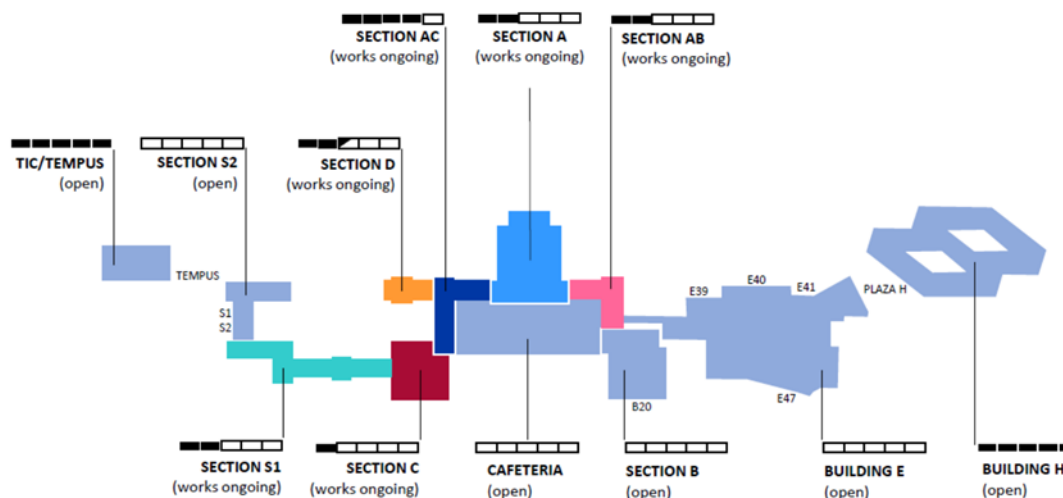 SECTION AC
(works ongoing)
SECTION A
(works ongoing)
SECTION AB
(works ongoing)
TIC/TEMPUS
(open)
SECTION S2
(open)
SECTION D
(works ongoing)
TEMPUS
S1
S2
E39
E40
E41
PLAZA H
B20
E47
SECTION S1
(works ongoing)
SECTION C
(works ongoing)
CAFETERIA
(open)
SECTION B
(open)
BUILDING E
(open)
BUILDING H
(open)